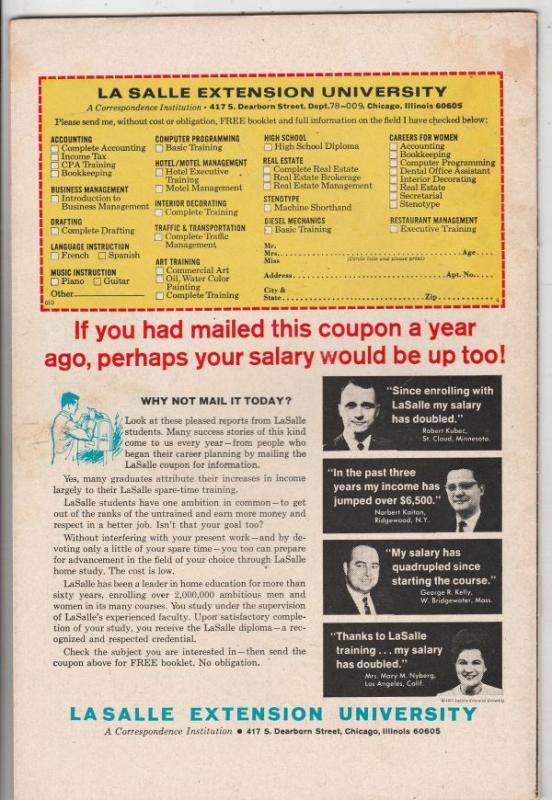 LA SALLE EXTENSION UNIVERSITY
A Correspondence Institution • 417 S. Dearborn Street, Dept. 78-009, Chicago, Illinois 60605
Please send me, without cost or obligation, FREE booklet and full information on the field I have checked below:
ACCOUNTING
Complete Accounting
Income Tax
CPA Training
Bookkeeping
BUSINESS MANAGEMENT
Introduction to
Business Management
DRAFTING
Complete Drafting
LANGUAGE INSTRUCTION
French Spanish
MUSIC INSTRUCTION
Piano Guitar
Other
010
COMPUTER PROGRAMMING
Basic Training
HOTEL/MOTEL MANAGEMENT
Hotel Executive
Training
Motel Management
INTERIOR DECORATING
Complete Training
TRAFFIC & TRANSPORTATION
Complete Traffic
Management
ART TRAINING
Commercial Art
Oil, Water Color
Painting
Complete Training
HIGH SCHOOL
High School Diploma
REAL ESTATE
Complete Real Estate
Real Estate Brokerage
Real Estate Management
STENOTYPE
Machine Shorthand
DIESEL MECHANICS
Basic Training
CAREERS FOR WOMEN
Accounting
Bookkeeping
Computer Programming
Dental Office Assistant
Interior Decorating
Real Estate
Secretarial
Stenotype
RESTAURANT MANAGEMENT
Executive Training
Mr.
Mrs. Age
Miss (Circle title and please print)
Address Apt. No.
City &
State Zip
If you had mailed this coupon a year
ago, perhaps your salary would be up too!
WHY NOT MAIL IT TODAY?
Look at these pleased reports from LaSalle
students. Many success stories of this kind
come to us every year—from people who
began their career planning by mailing the
LaSalle coupon for information.
Yes, many graduates attribute their increases in income
largely to their LaSalle spare-time training.
LaSalle students have one ambition in common—to get
out of the ranks of the untrained and earn more money and
respect in a better job. Isn't that your goal too?
Without interfering with your present work—and by de-
voting only a little of your spare time—you too can prepare
for advancement in the field of your choice through LaSalle
home study. The cost is low.
LaSalle has been a leader in home education for more than
sixty years, enrolling over 2,000,000 ambitious men and
women in its many courses. You study under the supervision
of LaSalle's experienced faculty. Upon satisfactory comple-
tion of your study, you receive the LaSalle diploma—a rec-
ognized and respected credential.
Check the subject you are interested in—then send the
coupon above for FREE booklet. No obligation.
"Since enrolling with
LaSalle my salary
has doubled."
Robert Kubec,
St. Cloud, Minnesota.
"In the past three
years my income has
jumped over $6,500."
Norbert Kaitan,
Ridgewood, N.Y.
"My salary has
quadrupled since
starting the course."
George R. Kelly,
W. Bridgewater, Mass.
"Thanks to LaSalle
training...my salary
has doubled."
Mrs. Mary M. Nyberg,
Los Angeles, Calif.
LA SALLE EXTENSION UNIVERSITY
A Correspondence Institution • 417 S. Dearborn Street, Chicago, Illinois 60605